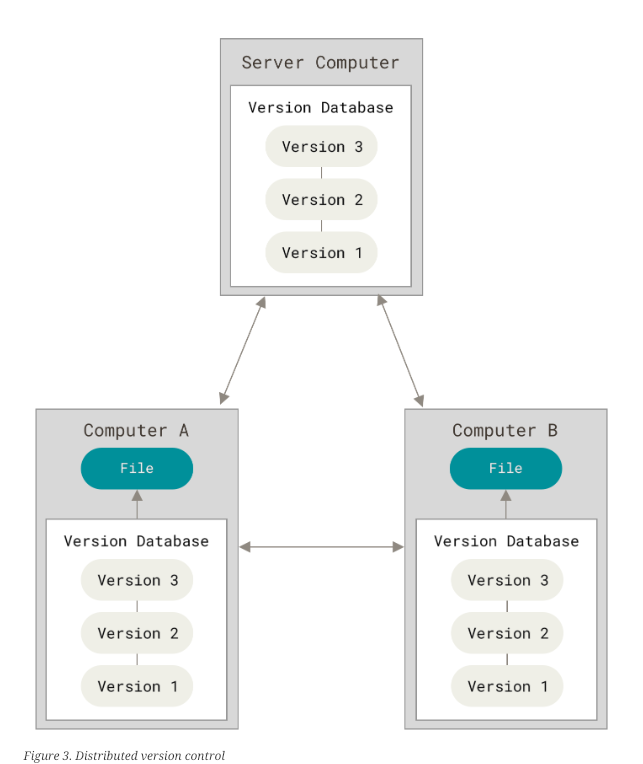 Server Computer
Version Database
Version 3
Version 2
Version 1
Computer A
File
Version Database
Version 3
Version 2
Version 1
Computer B
File
Version Database
Version 3
Version 2
Version 1
Figure 3. Distributed version control